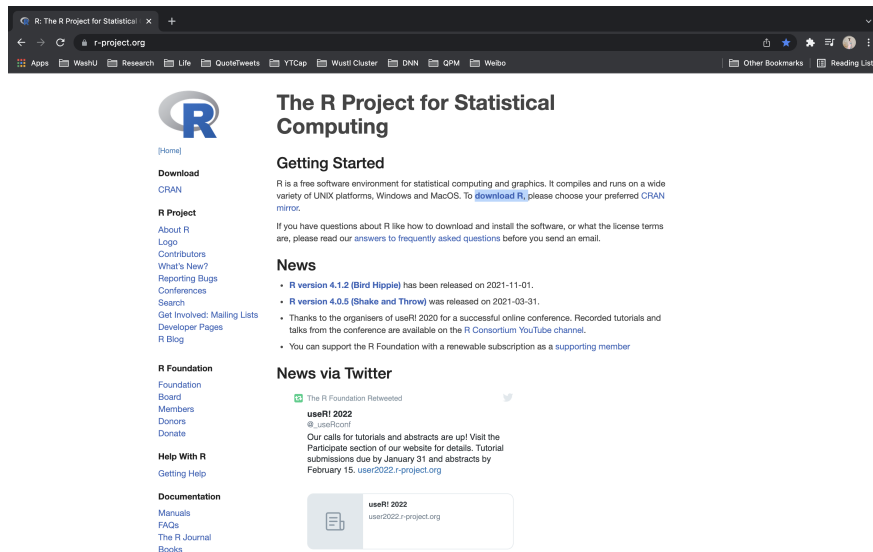 R: The R Project for Statistical
r-project.org
Apps WashU Research Life QuoteTweets YTCap Wustl Cluster DNN QPM Weibo Other Bookmarks Reading List
R
[Home]
Download
CRAN
R Project
About R
Logo
Contributors
What's New?
Reporting Bugs
Conferences
Search
Get Involved: Mailing Lists
Developer Pages
R Blog
R Foundation
Foundation
Board
Members
Donors
Donate
Help With R
Getting Help
Documentation
Manuals
FAQs
The R Journal
Books
The R Project for Statistical
Computing
Getting Started
R is a free software environment for statistical computing and graphics. It compiles and runs on a wide
variety of UNIX platforms, Windows and MacOS. To download R, please choose your preferred CRAN
mirror.
If you have questions about R like how to download and install the software, or what the license terms
are, please read our answers to frequently asked questions before you send an email.
News
• R version 4.1.2 (Bird Hippie) has been released on 2021-11-01.
• R version 4.0.5 (Shake and Throw) was released on 2021-03-31.
• Thanks to the organisers of useR! 2020 for a successful online conference. Recorded tutorials and
talks from the conference are available on the R Consortium YouTube channel.
• You can support the R Foundation with a renewable subscription as a supporting member
News via Twitter
The R Foundation Retweeted
useR! 2022
@_useRconf
Our calls for tutorials and abstracts are up! Visit the
Participate section of our website for details. Tutorial
submissions due by January 31 and abstracts by
February 15. user2022.r-project.org
useR! 2022
user2022.r-project.org